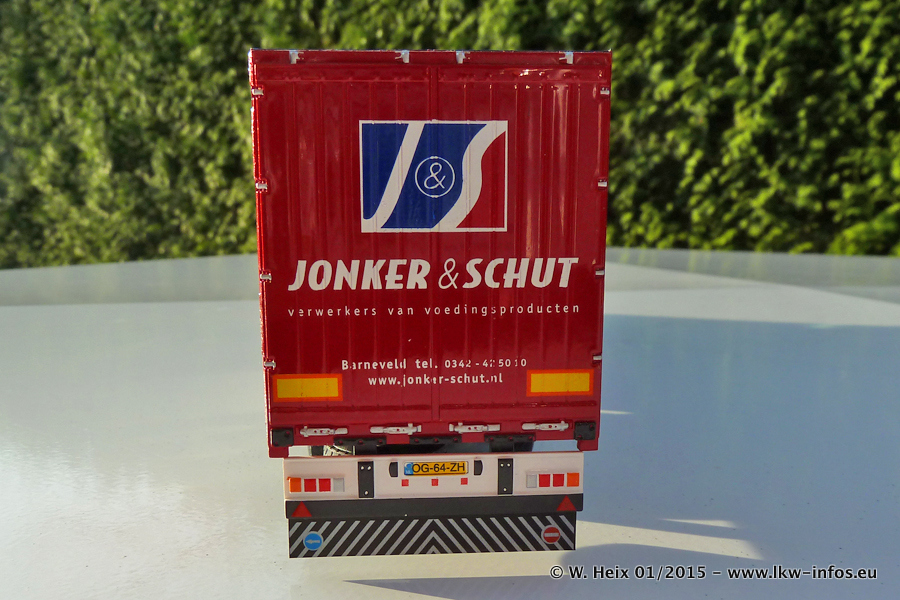 &
JONKER & SCHUT
verwerkers van voedingsproducten
Barneveld tel. 0342-425010
www.jonker-schut.nl
OG-64-ZH
© W. Heix 01/2015 - www.lkw-infos.eu